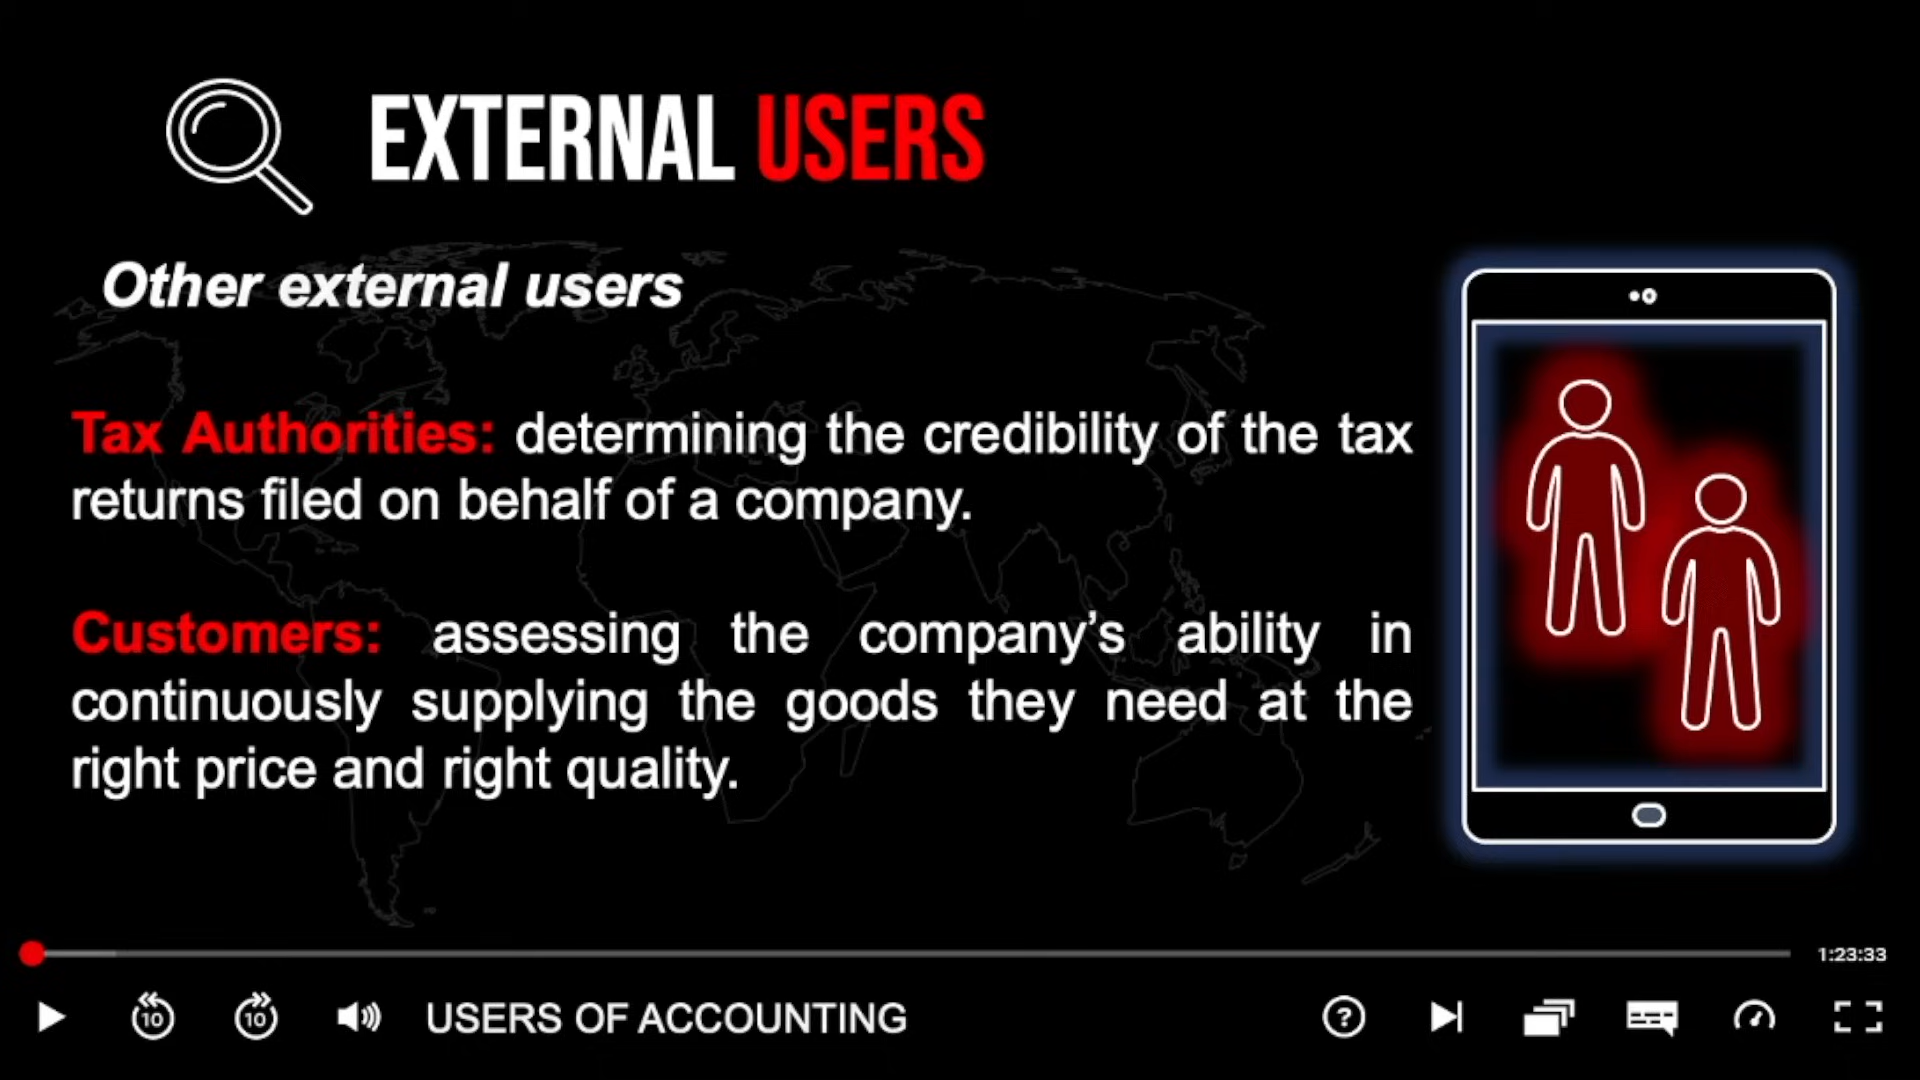 EXTERNAL USERS
Other external users
Tax Authorities: determining the credibility of the tax
returns filed on behalf of a company.
Customers: assessing the company’s ability in
continuously supplying the goods they need at the
right price and right quality.
1:23:33
10 10 USERS OF ACCOUNTING ?